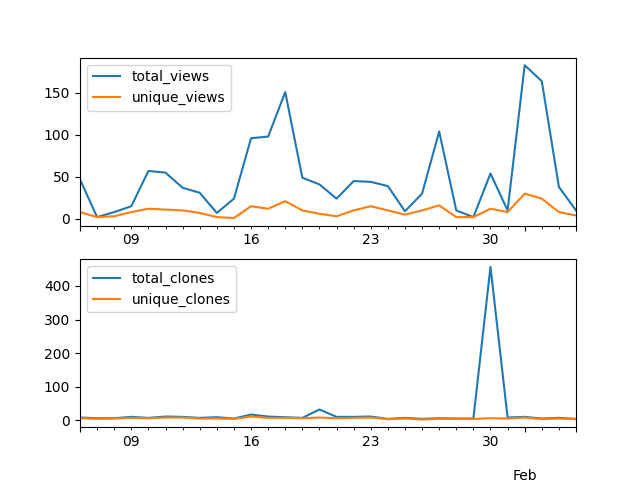 total_views
unique_views
150
100
50
0
09 16 23 30
total_clones
unique_clones
400
300
200
100
0
09 16 23 30
Feb